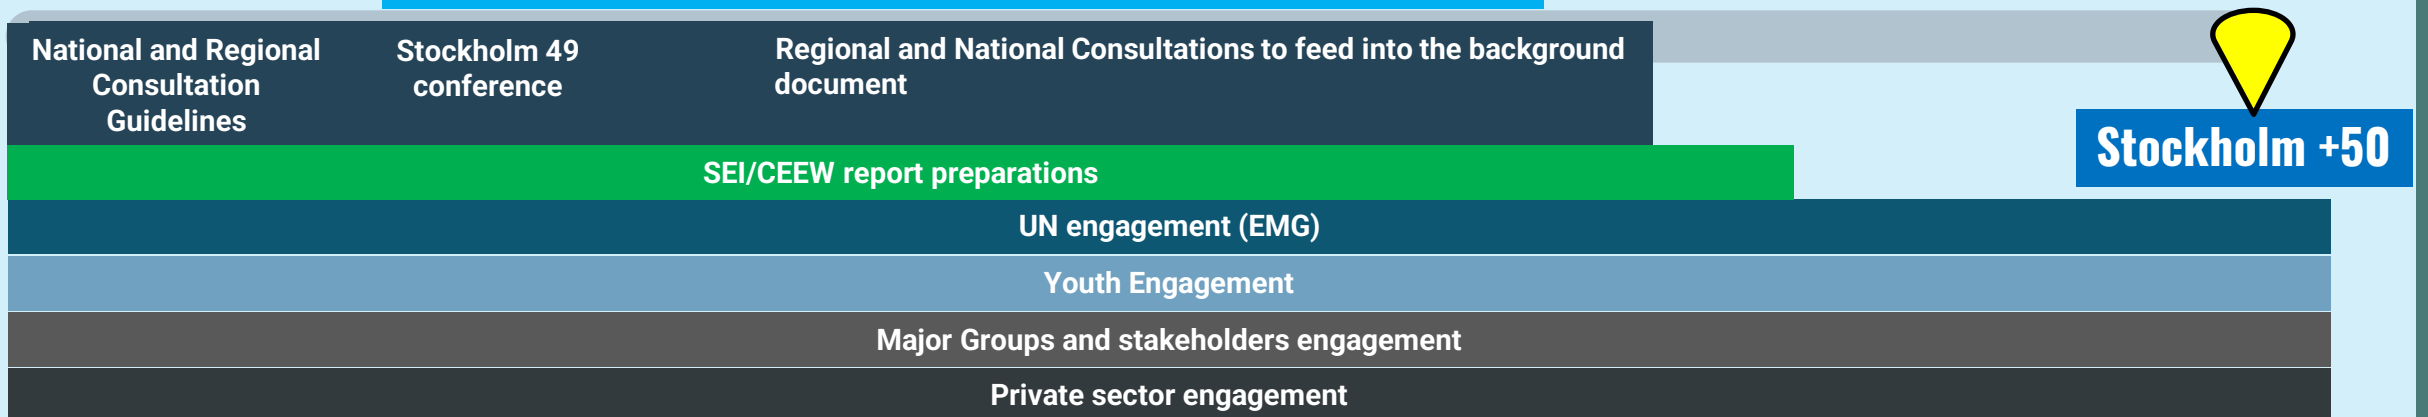 National and Regional
Consultation
Guidelines
Stockholm 49
conference
Regional and National Consultations to feed into the background
document
Stockholm +50
SEI/CEEW report preparations
UN engagement (EMG)
Youth Engagement
Major Groups and stakeholders engagement
Private sector engagement